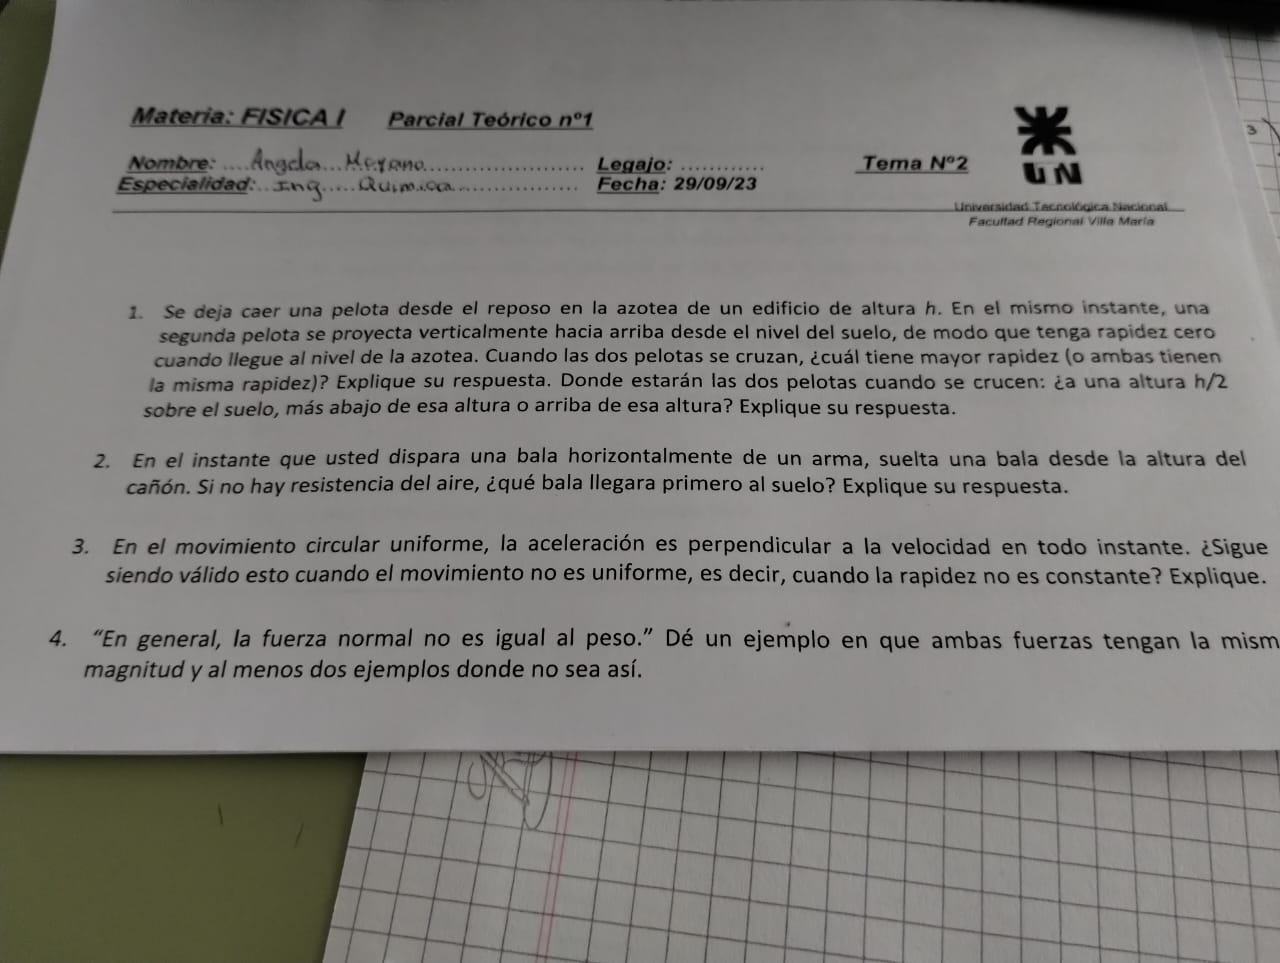 Materia: FISICA I Parcial Teórico nº1
Nombre: ....Ángela...Moyano.................... Legajo: ............ Tema Nº2
Especialidad:..Ing.....Química................ Fecha: 29/09/23
UTN
Universidad Tecnológica Nacional
Facultad Regional Villa María
3
1. Se deja caer una pelota desde el reposo en la azotea de un edificio de altura h. En el mismo instante, una
segunda pelota se proyecta verticalmente hacia arriba desde el nivel del suelo, de modo que tenga rapidez cero
cuando llegue al nivel de la azotea. Cuando las dos pelotas se cruzan, ¿cuál tiene mayor rapidez (o ambas tienen
la misma rapidez)? Explique su respuesta. Donde estarán las dos pelotas cuando se crucen: ¿a una altura h/2
sobre el suelo, más abajo de esa altura o arriba de esa altura? Explique su respuesta.
2. En el instante que usted dispara una bala horizontalmente de un arma, suelta una bala desde la altura del
cañón. Si no hay resistencia del aire, ¿qué bala llegara primero al suelo? Explique su respuesta.
3. En el movimiento circular uniforme, la aceleración es perpendicular a la velocidad en todo instante. ¿Sigue
siendo válido esto cuando el movimiento no es uniforme, es decir, cuando la rapidez no es constante? Explique.
4. “En general, la fuerza normal no es igual al peso.” Dé un ejemplo en que ambas fuerzas tengan la mism
magnitud y al menos dos ejemplos donde no sea así.